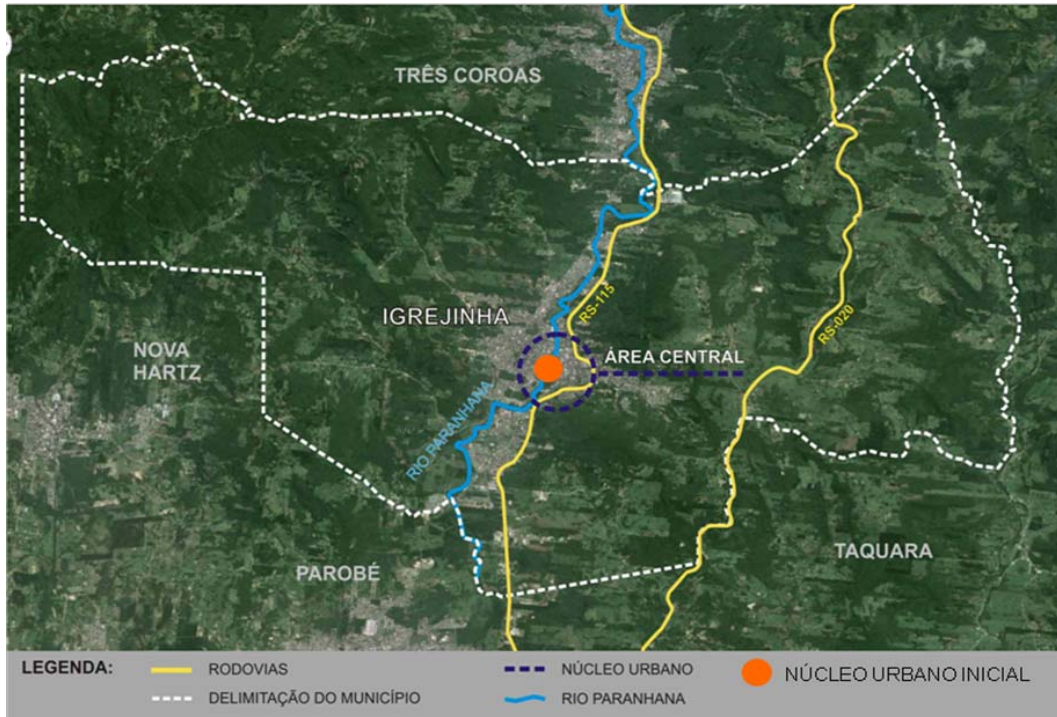 TRÊS COROAS
IGREJINHA
RS-115
RS-020
ÁREA CENTRAL
NOVA
HARTZ
RIO PARANHANA
PAROBÉ
TAQUARA
LEGENDA:
RODOVIAS
NÚCLEO URBANO
NÚCLEO URBANO INICIAL
DELIMITAÇÃO DO MUNICÍPIO
RIO PARANHANA